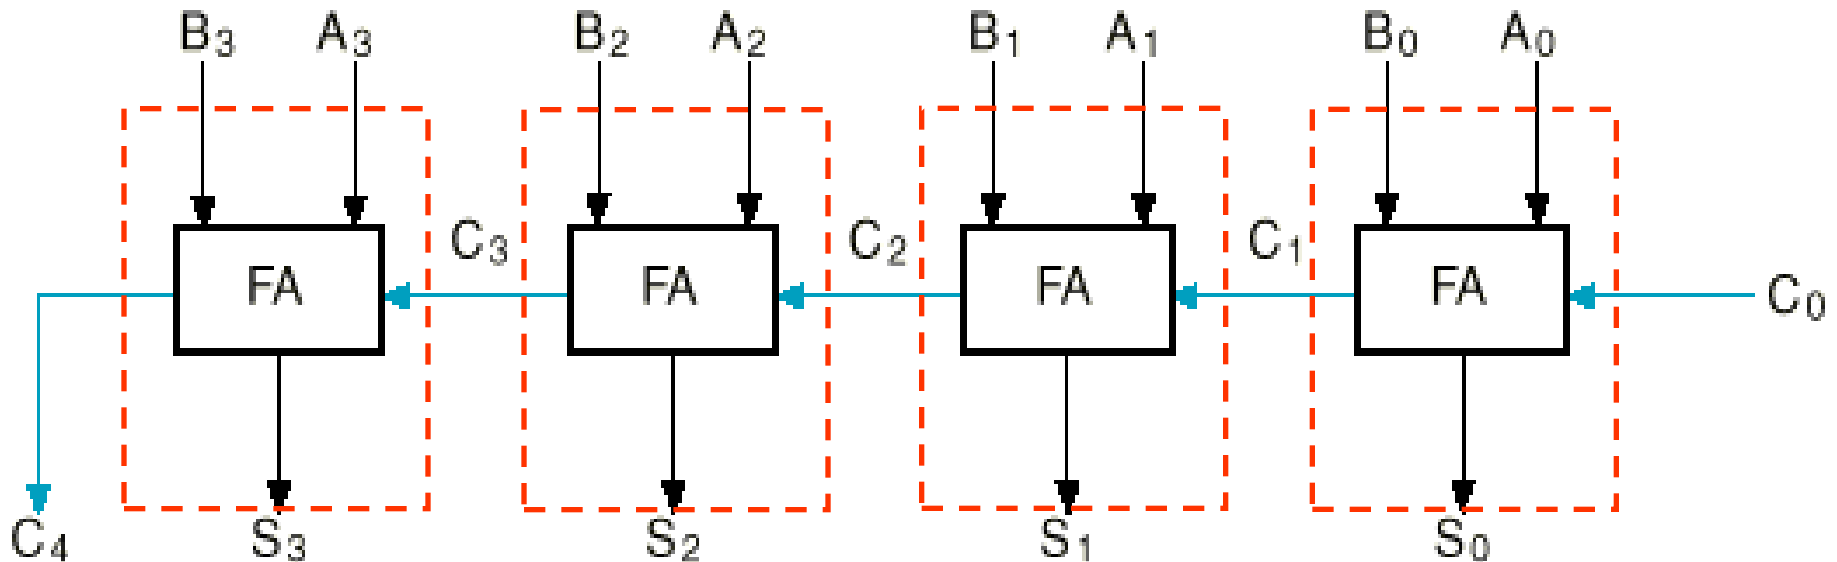 B3 A3 B2 A2 B1 A1 B0 A0
C3 C2 C1
FA FA FA FA C0
C4 S3 S2 S1 S0